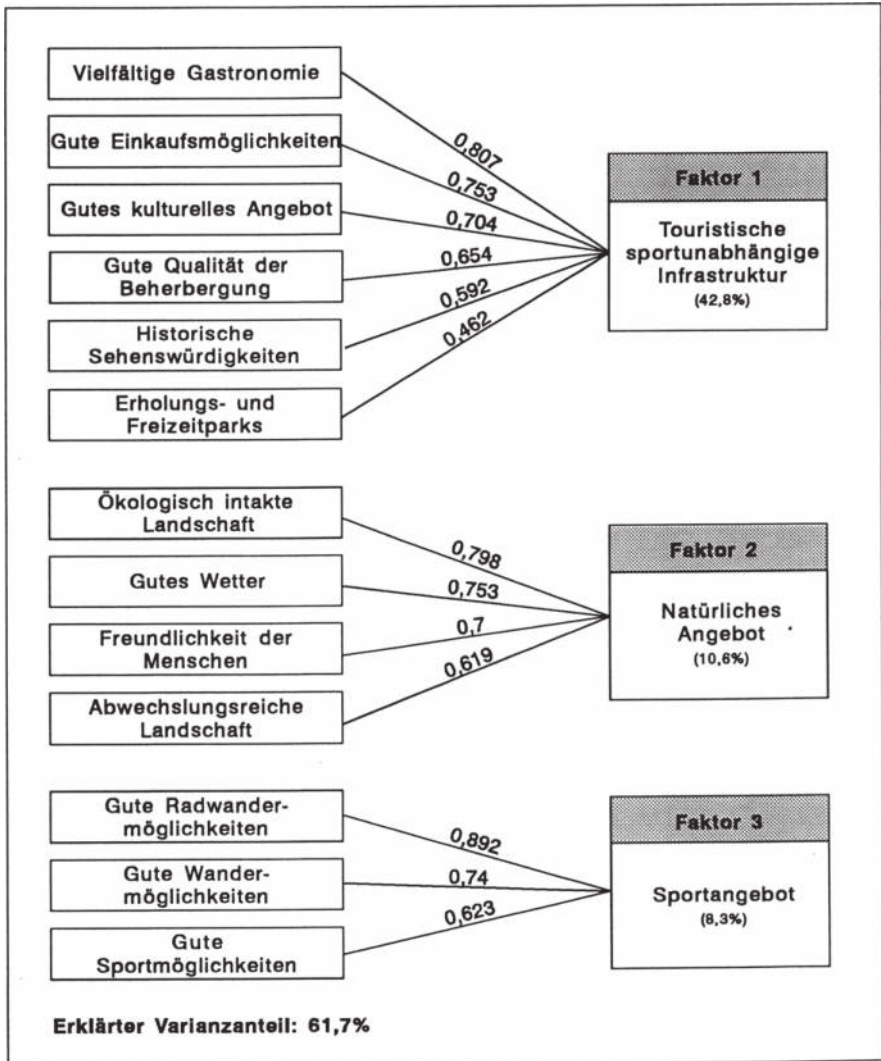 Vielfältige Gastronomie
0,807
Gute Einkaufsmöglichkeiten
0,753
Gutes kulturelles Angebot
0,704
Gute Qualität der
Beherbergung
0,654
Historische
Sehenswürdigkeiten
0,592
Erholungs- und
Freizeitparks
0,462
Faktor 1
Touristische
sportunabhängige
Infrastruktur
(42,8%)
Ökologisch intakte
Landschaft
0,798
Gutes Wetter
0,753
Freundlichkeit der
Menschen
0,7
Abwechslungsreiche
Landschaft
0,619
Faktor 2
Natürliches
Angebot
(10,6%)
Gute Radwander-
möglichkeiten
0,892
Gute Wander-
möglichkeiten
0,74
Gute
Sportmöglichkeiten
0,623
Faktor 3
Sportangebot
(8,3%)
Erklärter Varianzanteil: 61,7%